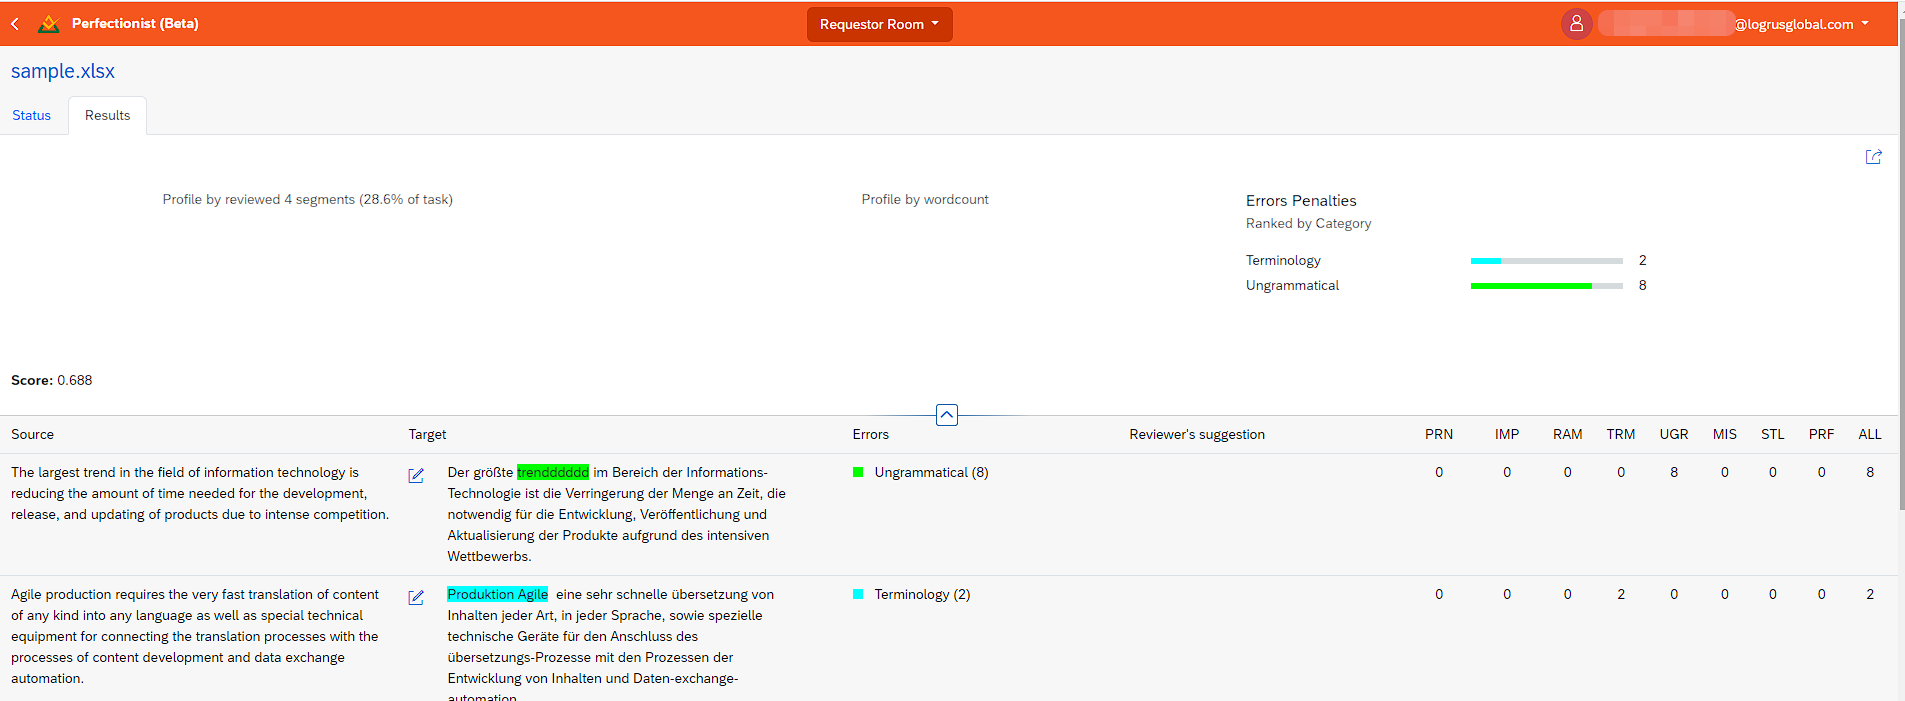 Perfectionist (Beta)
Requestor Room
@logrusglobal.com
sample.xlsx
Status
Results
Profile by reviewed 4 segments (28.6% of task)
Profile by wordcount
Errors Penalties
Ranked by Category
Terminology 2
Ungrammatical 8
Score: 0.688
Source Target Errors Reviewer's suggestion PRN IMP RAM TRM UGR MIS STL PRF ALL
The largest trend in the field of information technology is
reducing the amount of time needed for the development,
release, and updating of products due to intense competition.
Der größte trendddddd im Bereich der Informations-
Technologie ist die Verringerung der Menge an Zeit, die
notwendig für die Entwicklung, Veröffentlichung und
Aktualisierung der Produkte aufgrund des intensiven
Wettbewerbs.
Ungrammatical (8)
0 0 0 0 8 0 0 0 8
Agile production requires the very fast translation of content
of any kind into any language as well as special technical
equipment for connecting the translation processes with the
processes of content development and data exchange
automation.
Produktion Agile eine sehr schnelle übersetzung von
Inhalten jeder Art, in jeder Sprache, sowie spezielle
technische Geräte für den Anschluss des
übersetzungs-Prozesse mit den Prozessen der
Entwicklung von Inhalten und Daten-exchange-
automation
Terminology (2)
0 0 0 2 0 0 0 0 2